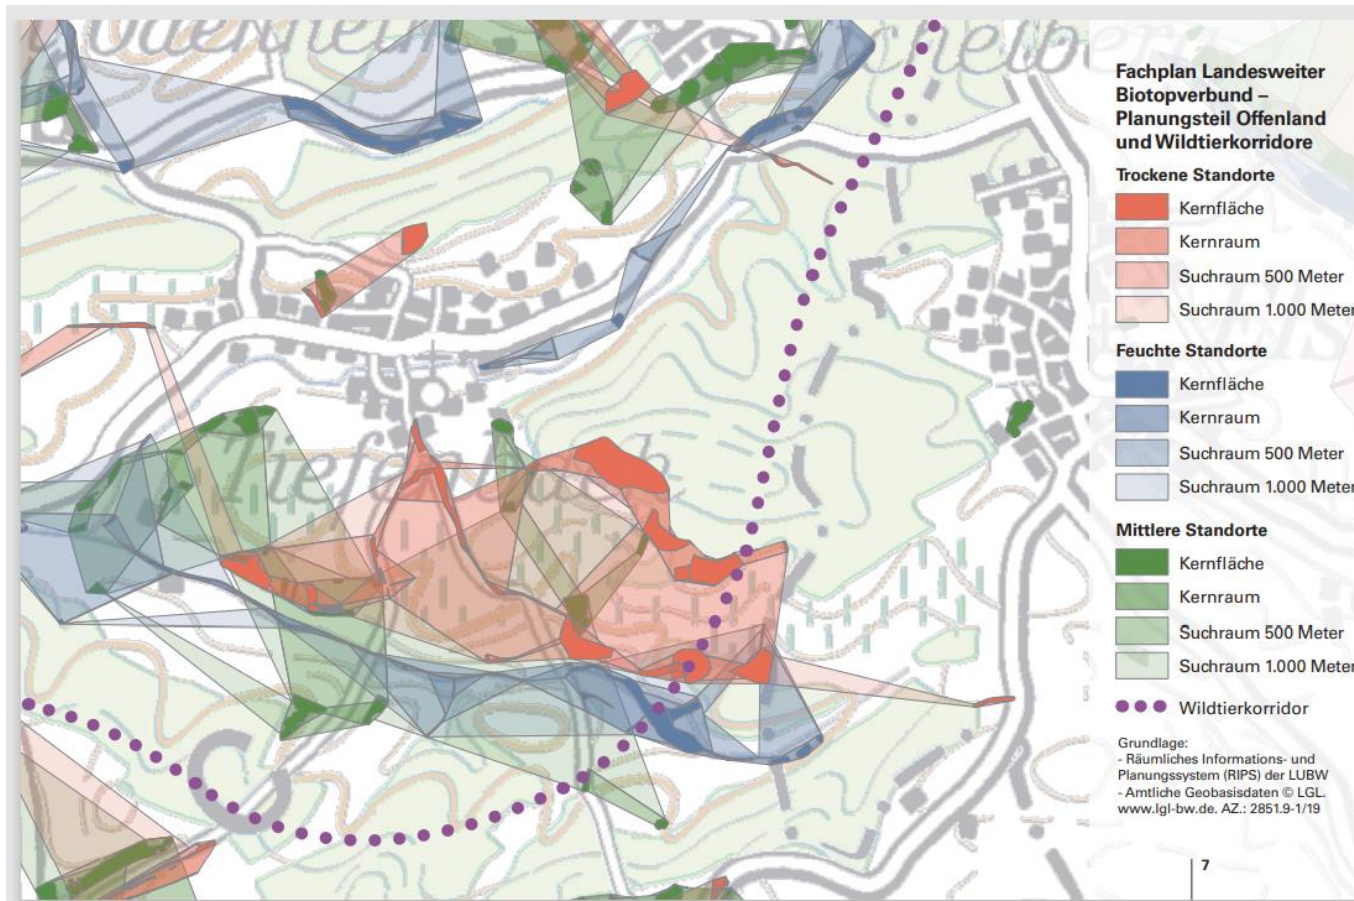 Tiefenbach
Fachplan Landesweiter
Biotopverbund –
Planungsteil Offenland
und Wildtierkorridore
Trockene Standorte
Kernfläche
Kernraum
Suchraum 500 Meter
Suchraum 1.000 Meter
Feuchte Standorte
Kernfläche
Kernraum
Suchraum 500 Meter
Suchraum 1.000 Meter
Mittlere Standorte
Kernfläche
Kernraum
Suchraum 500 Meter
Suchraum 1.000 Meter
Wildtierkorridor
Grundlage:
- Räumliches Informations- und
Planungssystem (RIPS) der LUBW
- Amtliche Geobasisdaten © LGL.
www.lgl-bw.de. AZ.: 2851.9-1/19
7